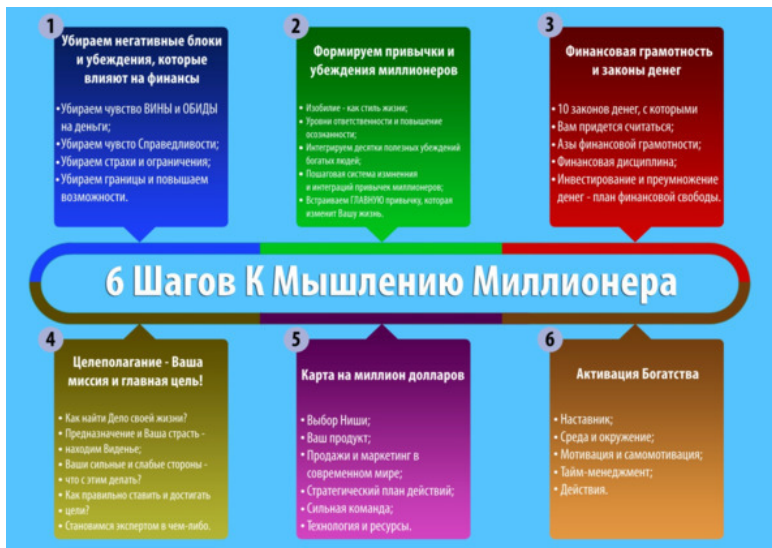 1
Убираем негативные блоки
и убеждения, которые
влияют на финансы
•Убираем чувство ВИНЫ и ОБИДЫ
на деньги;
•Убираем чусто Справедливости;
•Убираем страхи и ограничения;
•Убираем границы и повышаем
возможности.
2
Формируем привычки и
убеждения миллионеров
• Изобилие - как стиль жизни;
• Уровни ответственности и повышение
осознанности;
• Интегрируем десятки полезных убеждений
богатых людей;
• Пошаговая система измнения
и интеграций привычек миллионеров;
• Встраиваем ГЛАВНУЮ привычку, которая
изменит Вашу жизнь.
3
Финансовая грамотность
и законы денег
• 10 законов денег, с которыми
• Вам придется считаться;
• Азы финансовой грамотности;
• Финансовая дисциплина;
• Инвестирование и преумножение
денег - план финансовой свободы.
6 Шагов К Мышлению Миллионера
4
Целеполагание - Ваша
миссия и главная цель!
• Как найти Дело своей жизни?
• Предназначение и Ваша страсть -
находим Виденье;
• Ваши сильные и слабые стороны -
что с этим делать?
• Как правильно ставить и достигать
цели?
• Становимся экспертом в чем-либо.
5
Карта на миллион долларов
• Выбор Ниши;
• Ваш продукт;
• Продажи и маркетинг в
современном мире;
• Стратегический план действий;
• Сильная команда;
• Технология и ресурсы.
6
Активация Богатства
• Наставник;
• Среда и окружение;
• Мотивация и самомотивация;
• Тайм-менеджмент;
• Действия.